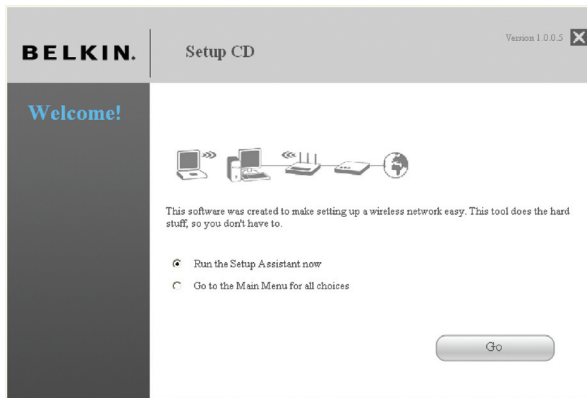 BELKIN.
Setup CD
Version 1.0.0.5
Welcome!
This software was created to make setting up a wireless network easy. This tool does the hard
stuff, so you don't have to.
Run the Setup Assistant now
Go to the Main Menu for all choices
Go